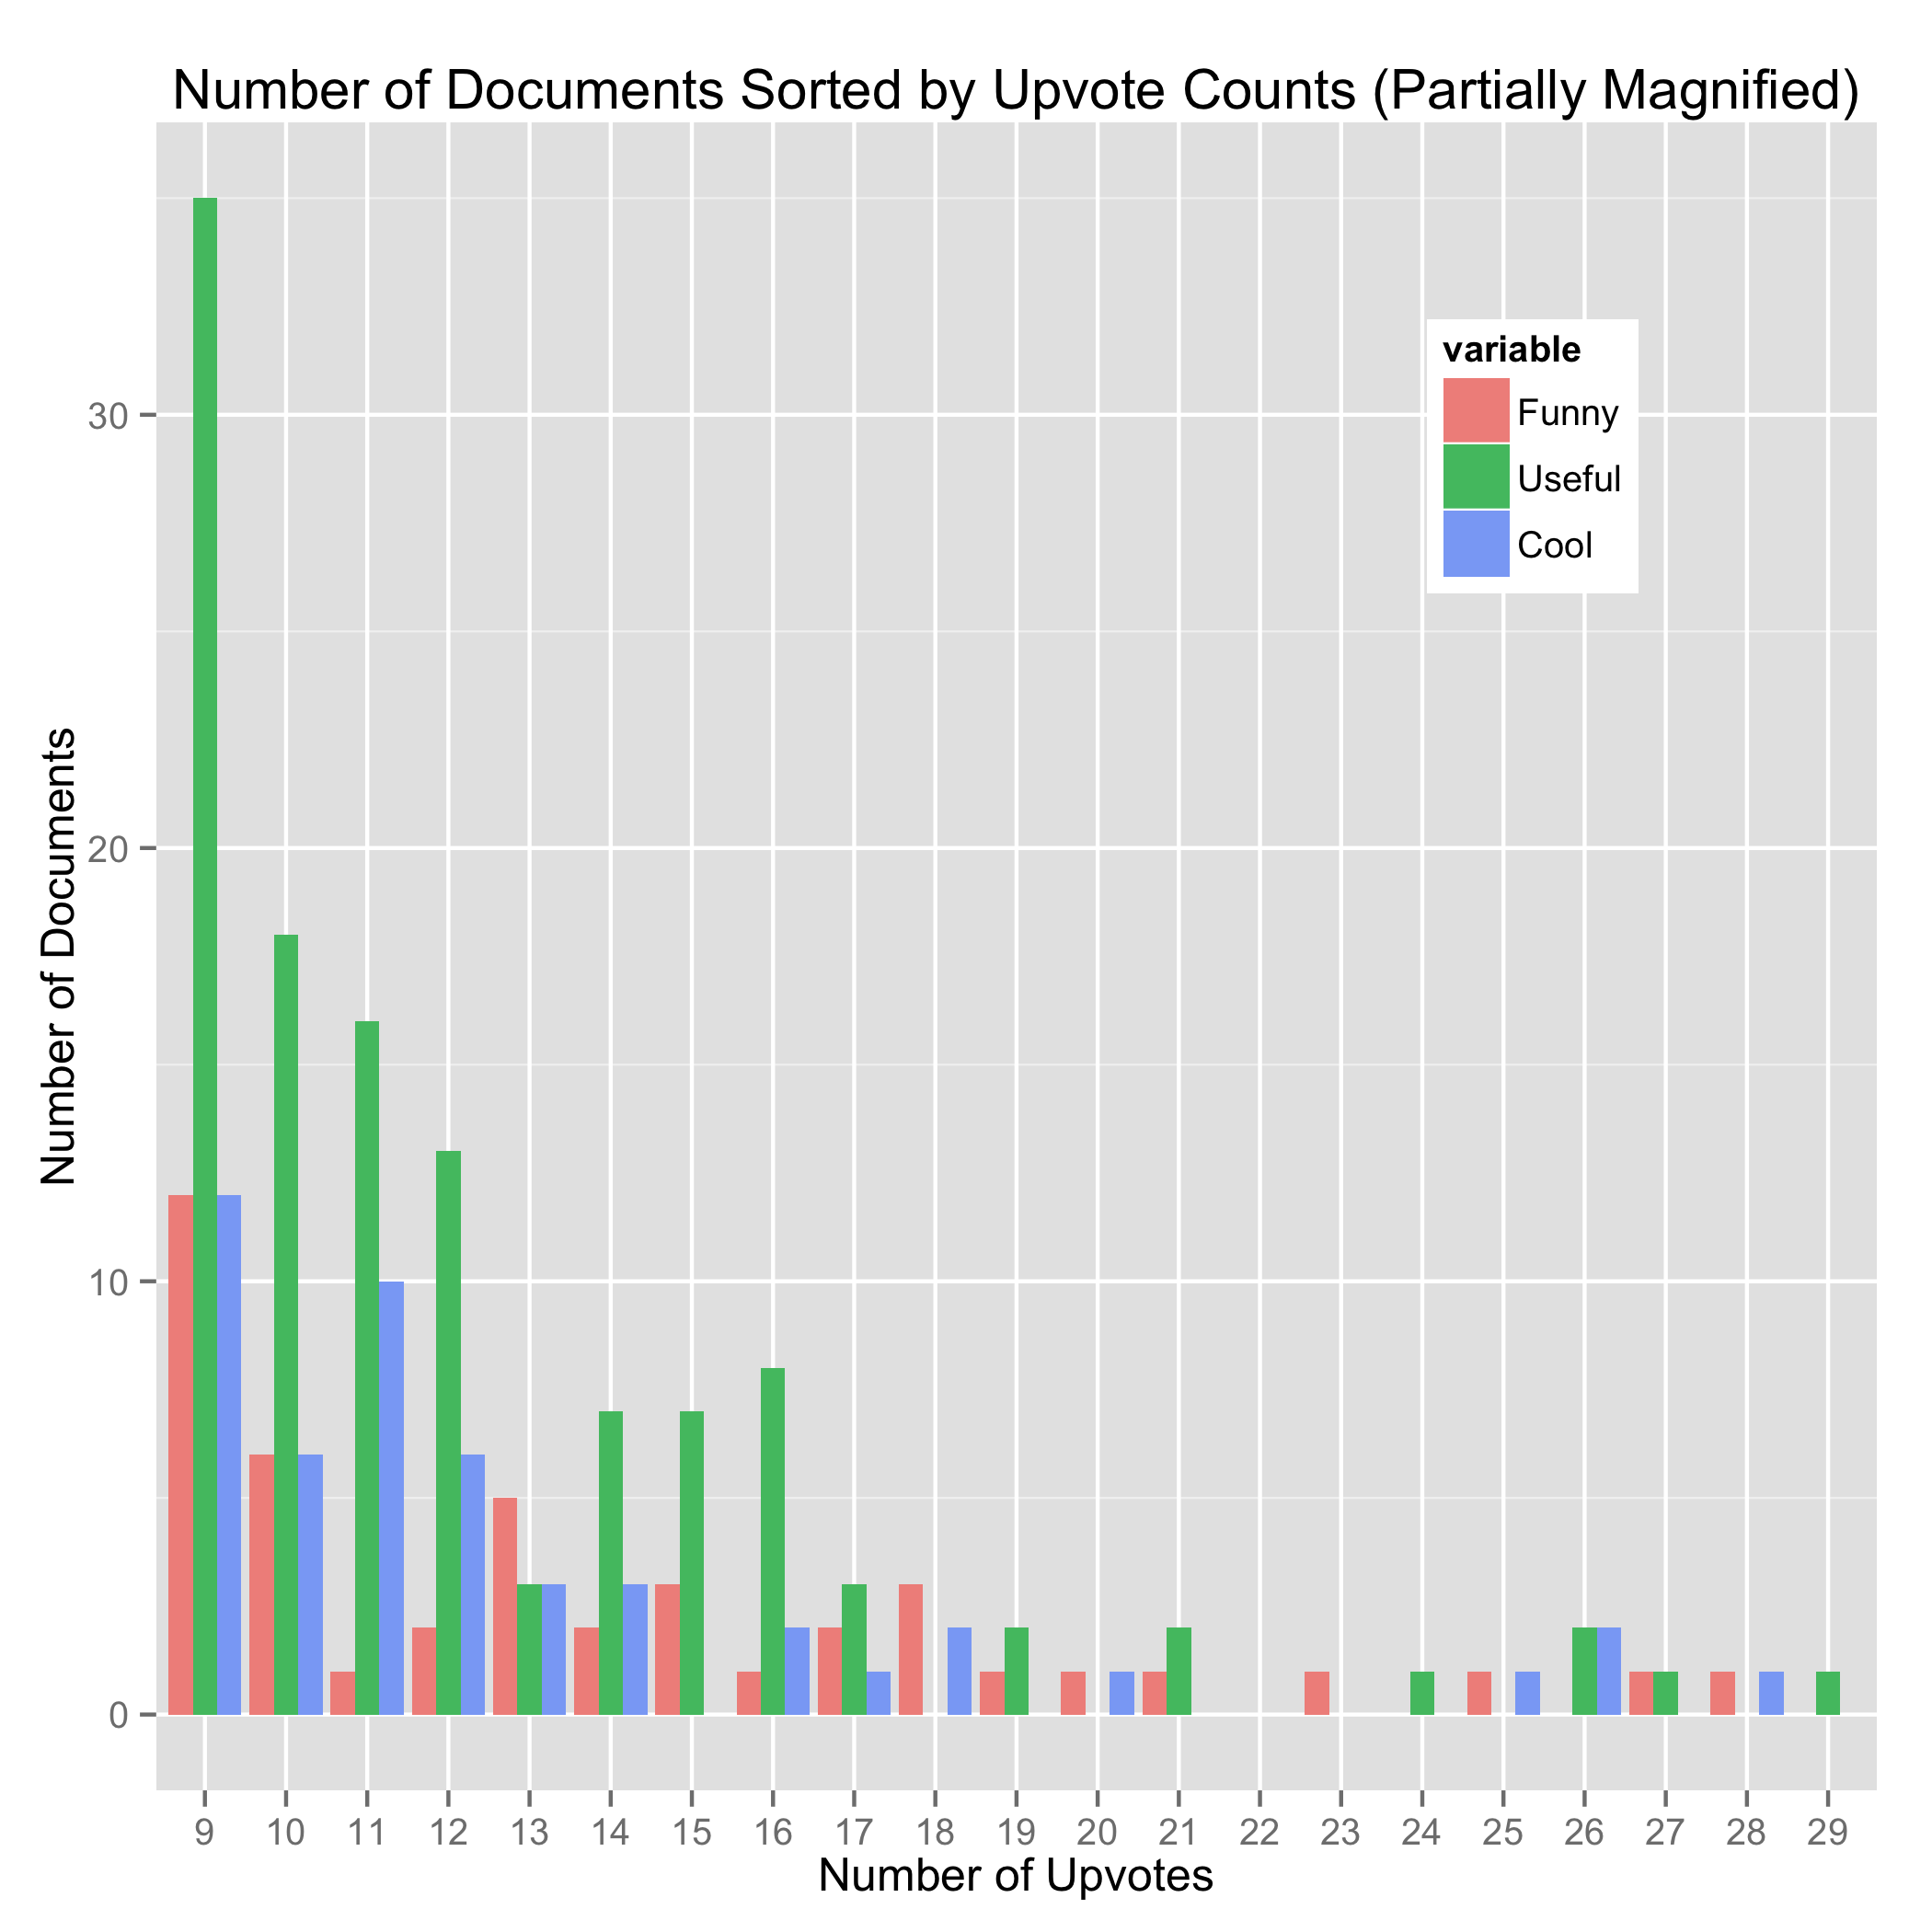 Number of Documents Sorted by Upvote Counts (Partially Magnified)
variable
Funny
Useful
Cool
Number of Documents
30
20
10
0
9 10 11 12 13 14 15 16 17 18 19 20 21 22 23 24 25 26 27 28 29
Number of Upvotes